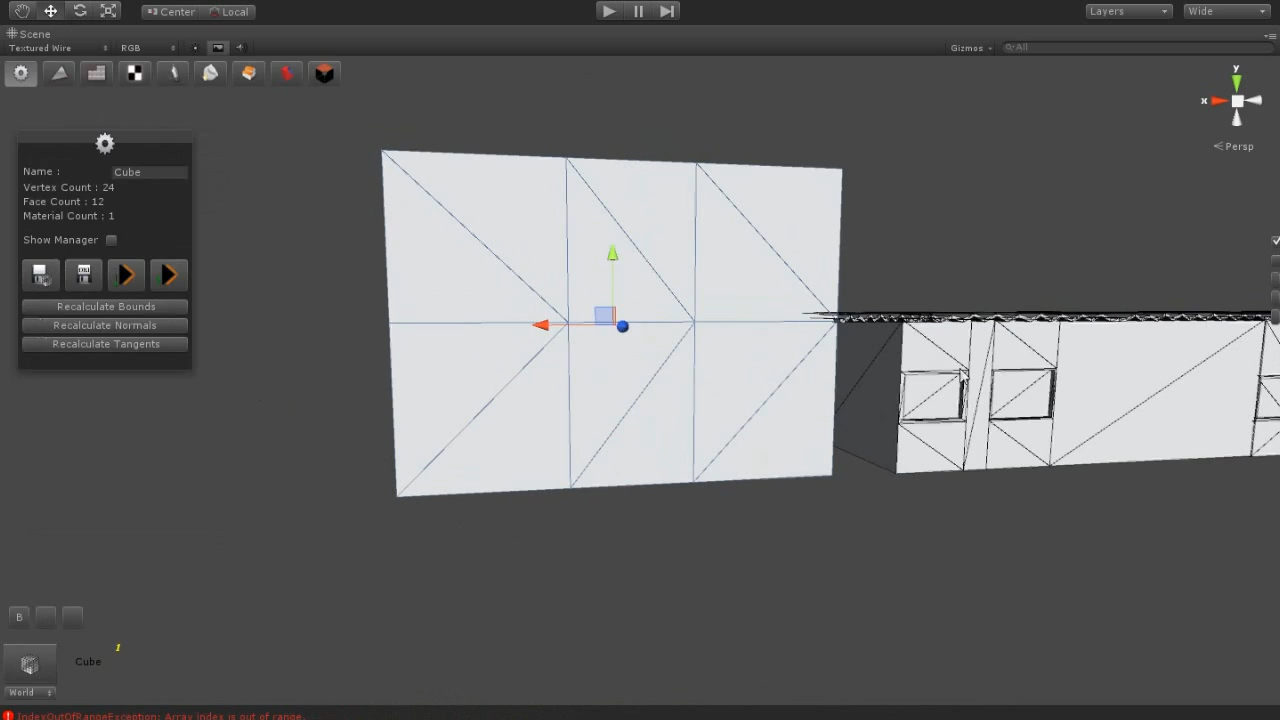 Center Local
Layers Wide
Scene
Textured Wire RGB Gizmos All
y
x
Persp
Name : Cube
Vertex Count : 24
Face Count : 12
Material Count : 1
Show Manager
Recalculate Bounds
Recalculate Normals
Recalculate Tangents
B
1
Cube
World
IndexOutOfRangeException: Array index is out of range.